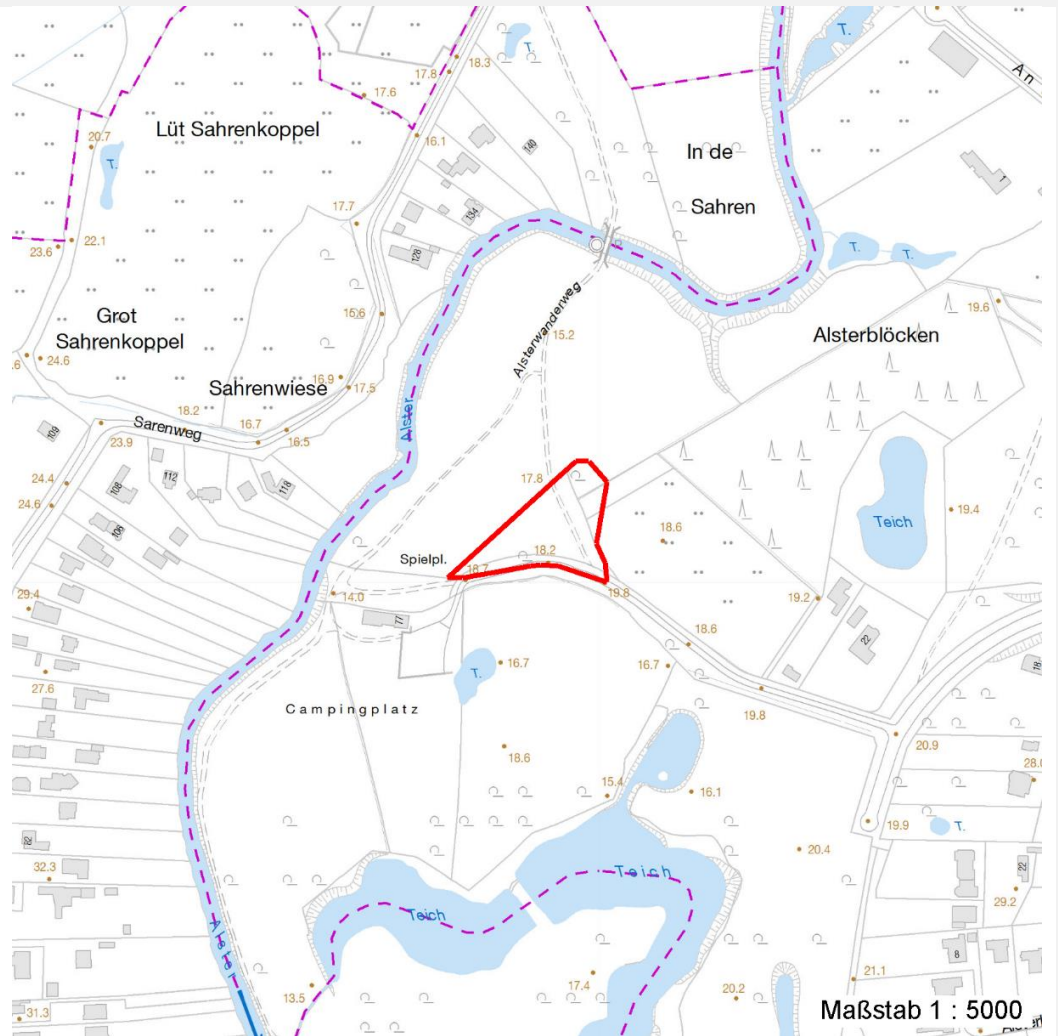 18.3
17.8
T.
T.
17.6
An
Lüt Sahrenkoppel
16.1
20.7
T.
140
In de
1
134
Sahren
17.7
22.1
23.6
128
T.
T.
Grot
Sahrenkoppel
16.6
Alsterwanderweg
15.2
19.6
Alsterblöcken
24.6
16.9
17.5
Sahrenwiese
18.2
Sarenweg
16.7
16.5
Alster
109
23.9
24.4
112
108
118
17.8
24.6
106
19.4
Teich
18.6
18.2
Spielpl.
18.7
19.8
29.4
14.0
19.2
77
22
18.6
16.7
16.7
T.
27.6
Campingplatz
19.8
20.9
18.6
28.0
15.4
16.1
19.9
T.
82
20.4
32.3
Teich
22
29.2
Teich
Alster
8
17.4
21.1
13.5
20.2
31.3
Maßstab 1 : 5000